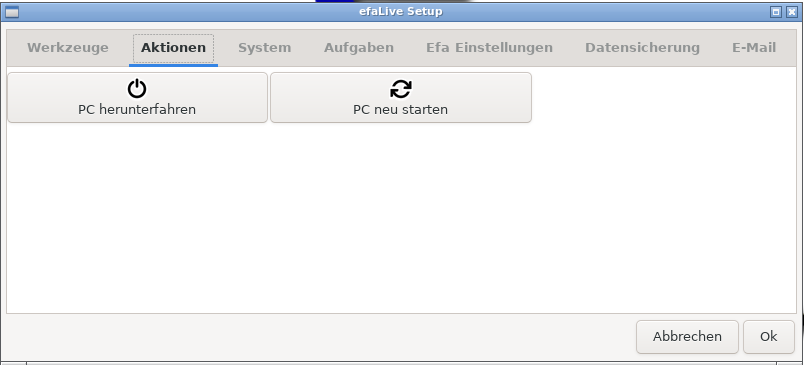 efaLive Setup
Werkzeuge Aktionen System Aufgaben Efa Einstellungen Datensicherung E-Mail
PC herunterfahren PC neu starten
Abbrechen Ok